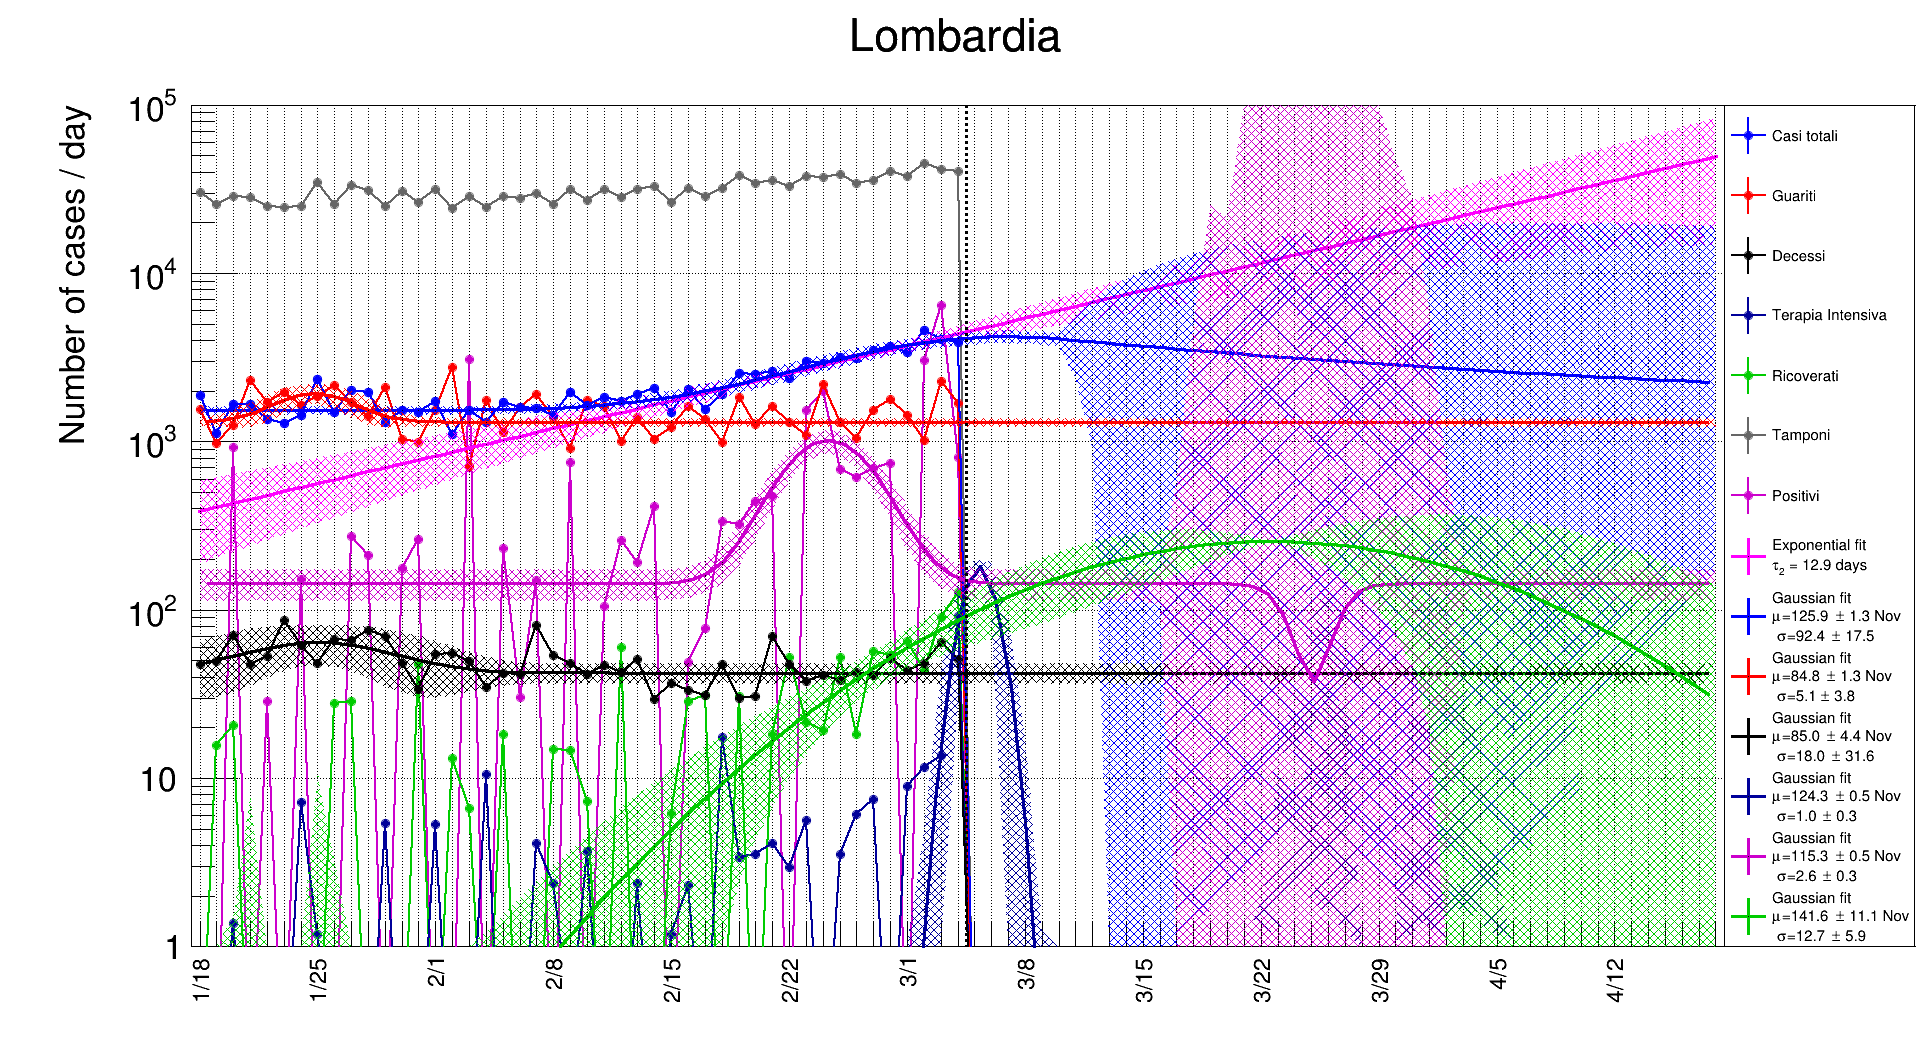 Lombardia
Number of cases / day
10^5
10^4
10^3
10^2
10
1
1/18
1/25
2/1
2/8
2/15
2/22
3/1
3/8
3/15
3/22
3/29
4/5
4/12
Casi totali
Guariti
Decessi
Terapia Intensiva
Ricoverati
Tamponi
Positivi
Exponential fit
τ₂ = 12.9 days
Gaussian fit
μ=125.9 ± 1.3 Nov
σ=92.4 ± 17.5
Gaussian fit
μ=84.8 ± 1.3 Nov
σ=5.1 ± 3.8
Gaussian fit
μ=85.0 ± 4.4 Nov
σ=18.0 ± 31.6
Gaussian fit
μ=124.3 ± 0.5 Nov
σ=1.0 ± 0.3
Gaussian fit
μ=115.3 ± 0.5 Nov
σ=2.6 ± 0.3
Gaussian fit
μ=141.6 ± 11.1 Nov
σ=12.7 ± 5.9